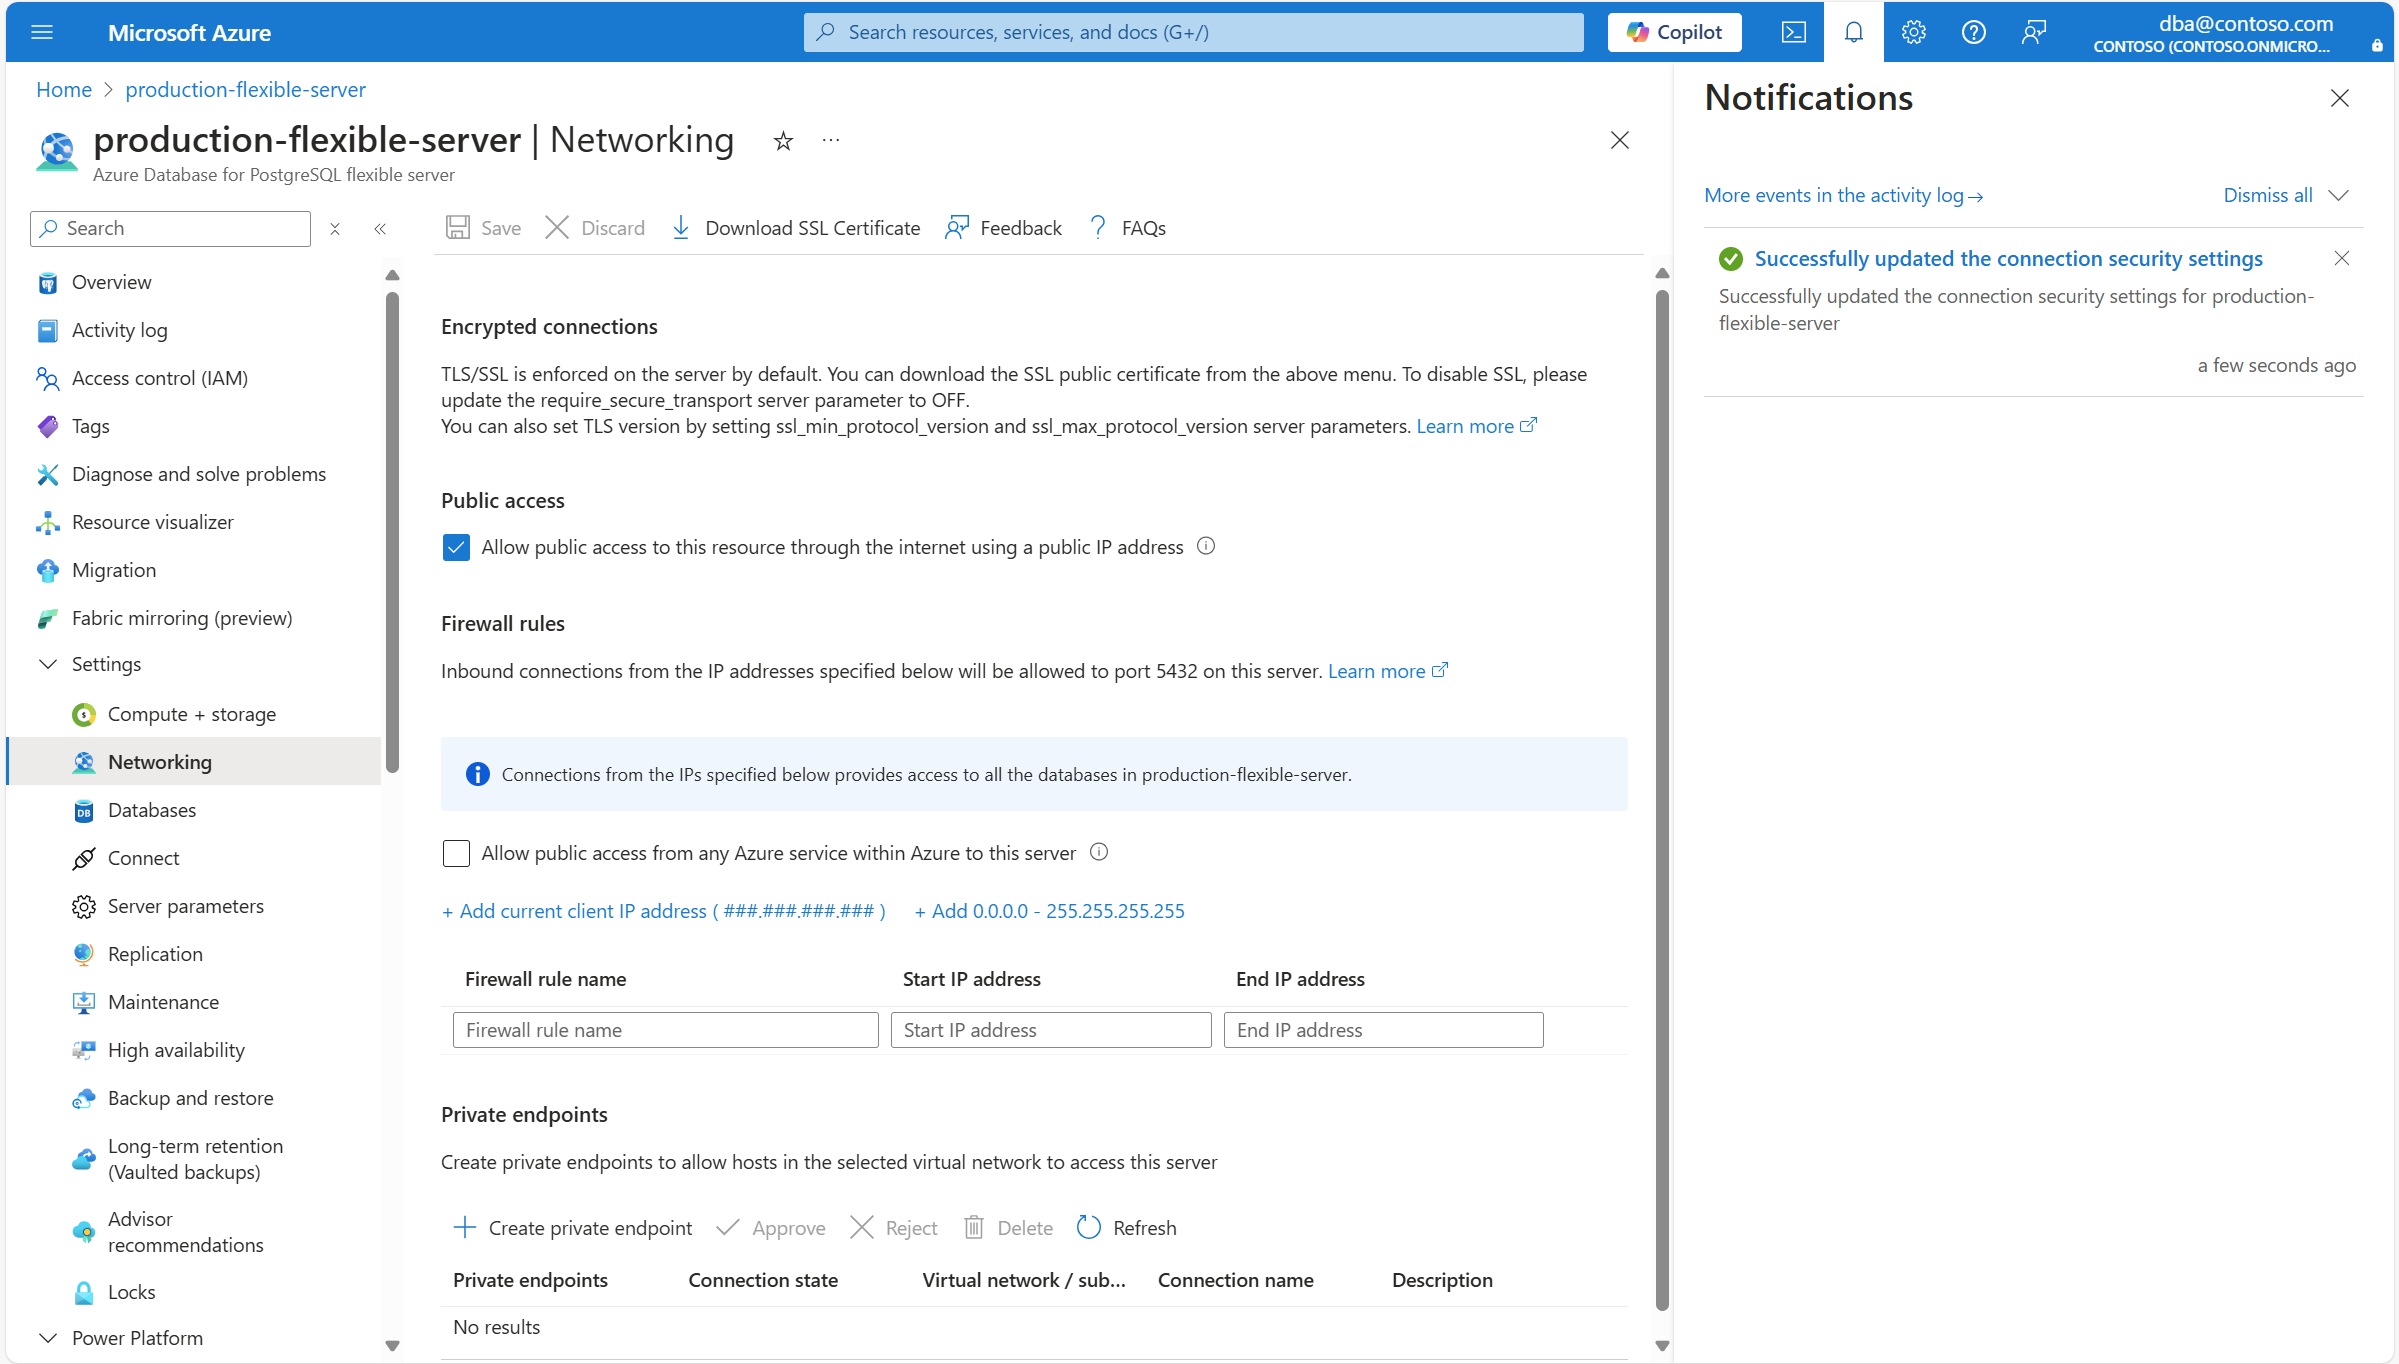 Microsoft Azure
Search resources, services, and docs (G+/)
Copilot
dba@contoso.com
CONTOSO (CONTOSO.ONMICRO...
Home > production-flexible-server
production-flexible-server | Networking
Azure Database for PostgreSQL flexible server
Search
Overview
Activity log
Access control (IAM)
Tags
Diagnose and solve problems
Resource visualizer
Migration
Fabric mirroring (preview)
Settings
Compute + storage
Networking
Databases
Connect
Server parameters
Replication
Maintenance
High availability
Backup and restore
Long-term retention
(Vaulted backups)
Advisor
recommendations
Locks
Power Platform
Save Discard Download SSL Certificate Feedback FAQs
Encrypted connections
TLS/SSL is enforced on the server by default. You can download the SSL public certificate from the above menu. To disable SSL, please
update the require_secure_transport server parameter to OFF.
You can also set TLS version by setting ssl_min_protocol_version and ssl_max_protocol_version server parameters. Learn more
Public access
Allow public access to this resource through the internet using a public IP address
Firewall rules
Inbound connections from the IP addresses specified below will be allowed to port 5432 on this server. Learn more
Connections from the IPs specified below provides access to all the databases in production-flexible-server.
Allow public access from any Azure service within Azure to this server
+ Add current client IP address ( ###.###.###.### ) + Add 0.0.0.0 - 255.255.255.255
Firewall rule name Start IP address End IP address
Firewall rule name Start IP address End IP address
Private endpoints
Create private endpoints to allow hosts in the selected virtual network to access this server
Create private endpoint Approve Reject Delete Refresh
Private endpoints Connection state Virtual network / sub... Connection name Description
No results
Notifications
More events in the activity log→ Dismiss all
Successfully updated the connection security settings
Successfully updated the connection security settings for production-
flexible-server
a few seconds ago